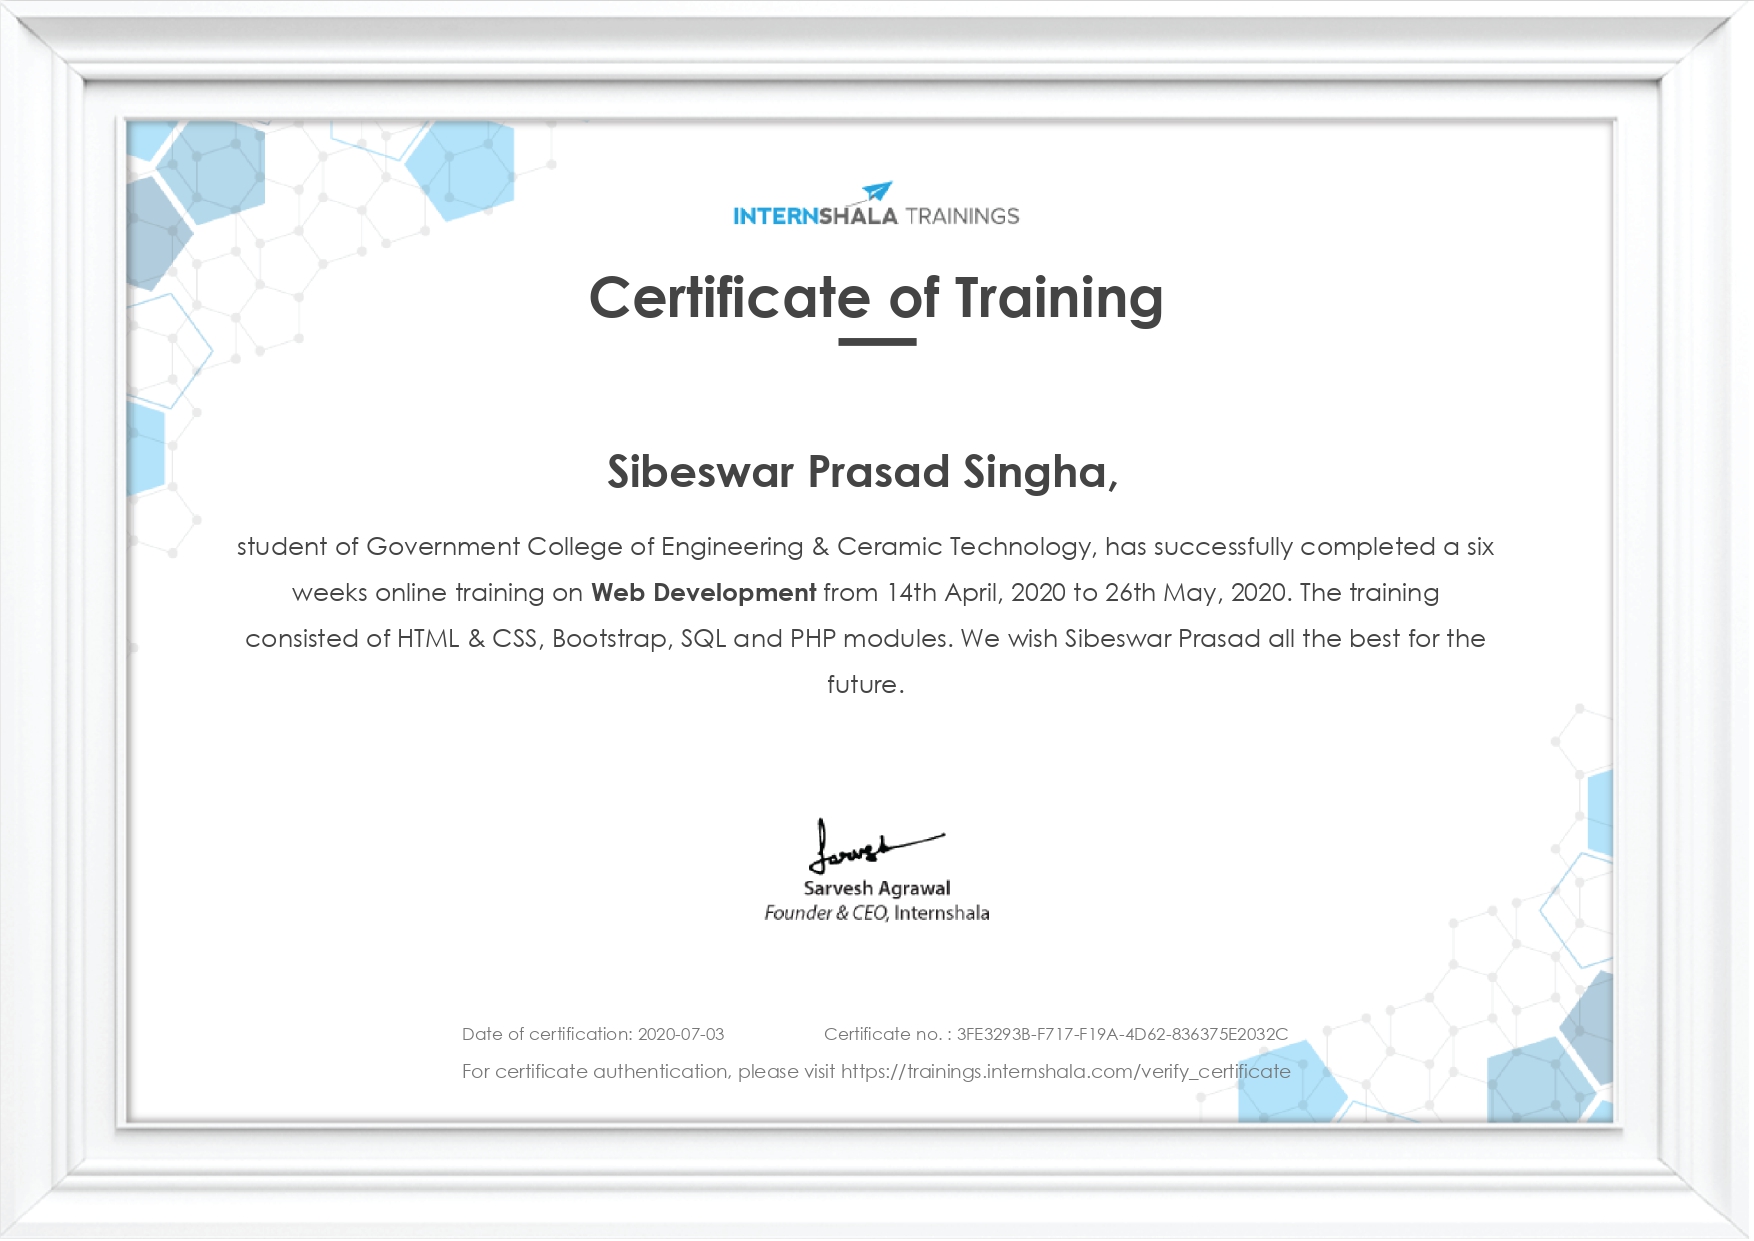 INTERNSHALA TRAININGS
Certificate of Training
Sibeswar Prasad Singha,
student of Government College of Engineering & Ceramic Technology, has successfully completed a six
weeks online training on Web Development from 14th April, 2020 to 26th May, 2020. The training
consisted of HTML & CSS, Bootstrap, SQL and PHP modules. We wish Sibeswar Prasad all the best for the
future.
Sarvesh
Sarvesh Agrawal
Founder & CEO, Internshala
Date of certification: 2020-07-03 Certificate no. : 3FE3293B-F717-F19A-4D62-836375E2032C
For certificate authentication, please visit https://trainings.internshala.com/verify_certificate